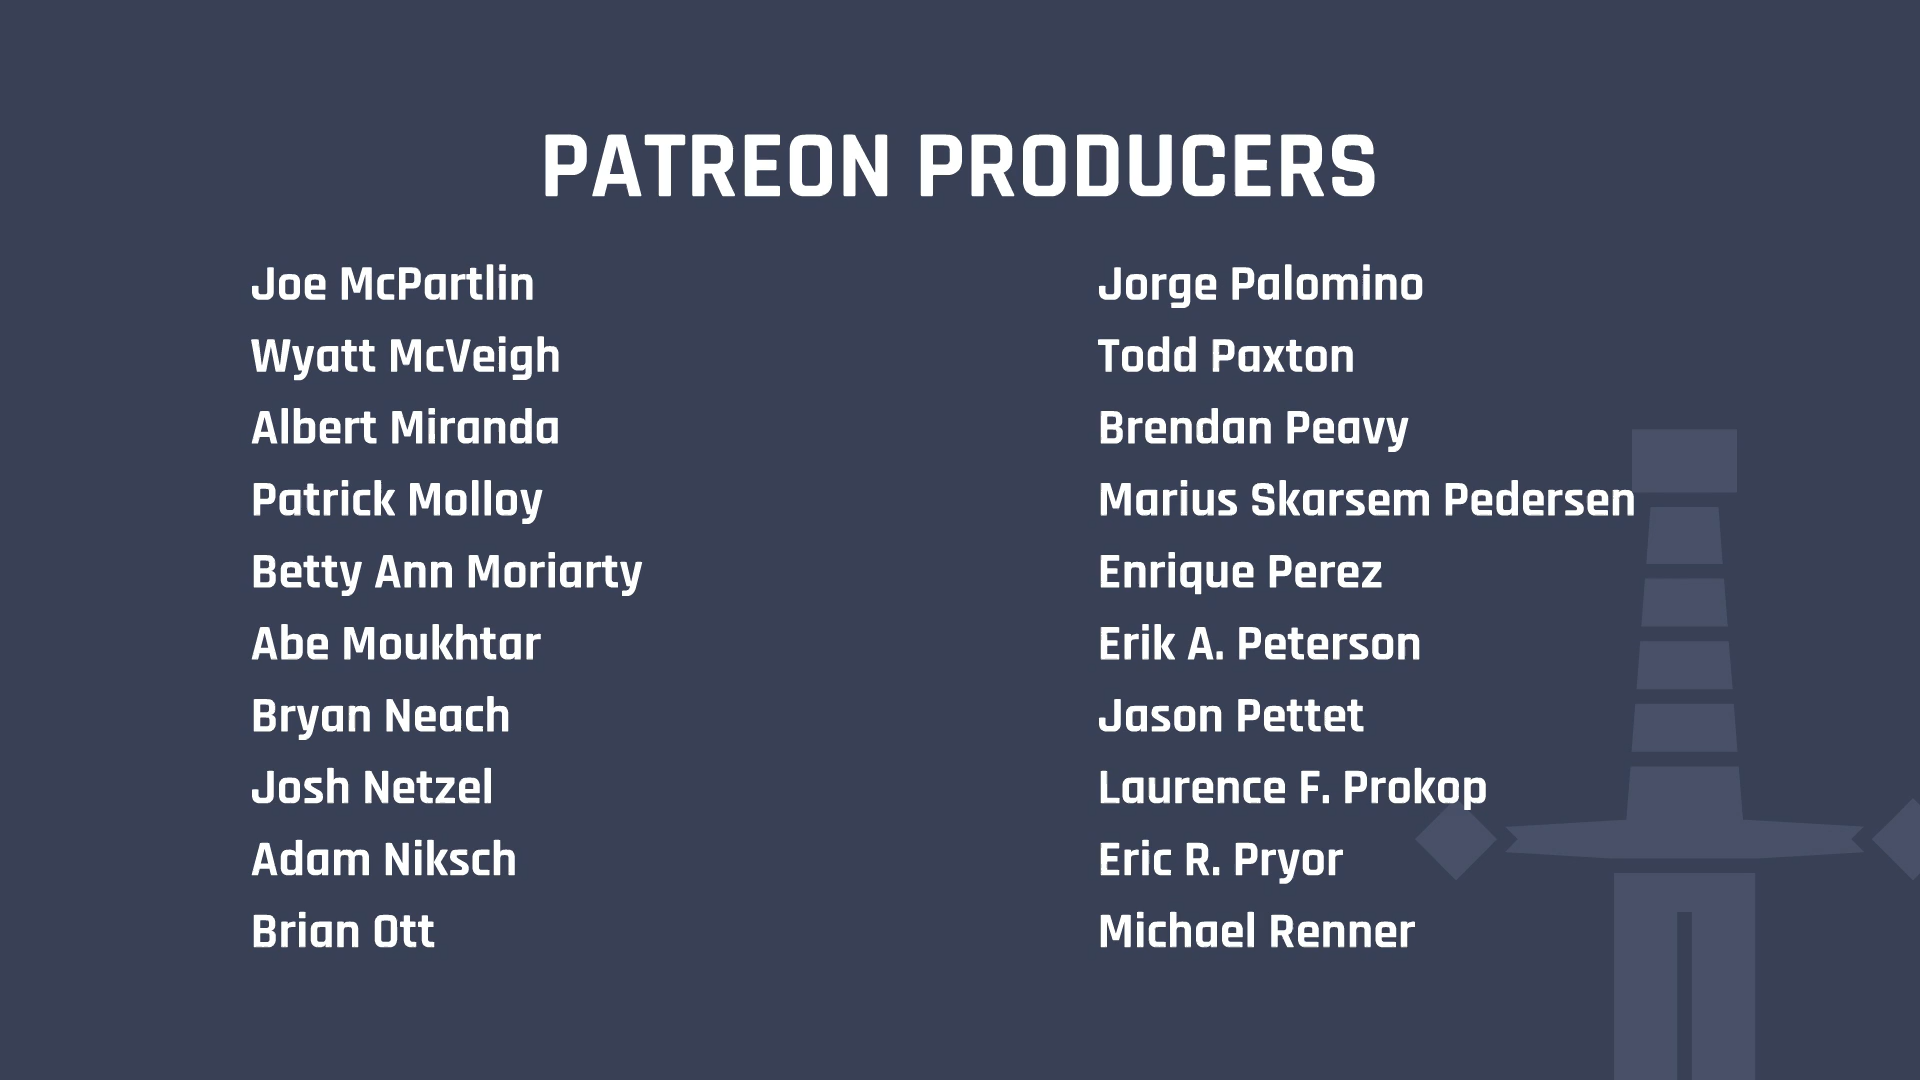 PATREON PRODUCERS
Joe McPartlin
Wyatt McVeigh
Albert Miranda
Patrick Molloy
Betty Ann Moriarty
Abe Moukhtar
Bryan Neach
Josh Netzel
Adam Niksch
Brian Ott
Jorge Palomino
Todd Paxton
Brendan Peavy
Marius Skarsem Pedersen
Enrique Perez
Erik A. Peterson
Jason Pettet
Laurence F. Prokop
Eric R. Pryor
Michael Renner